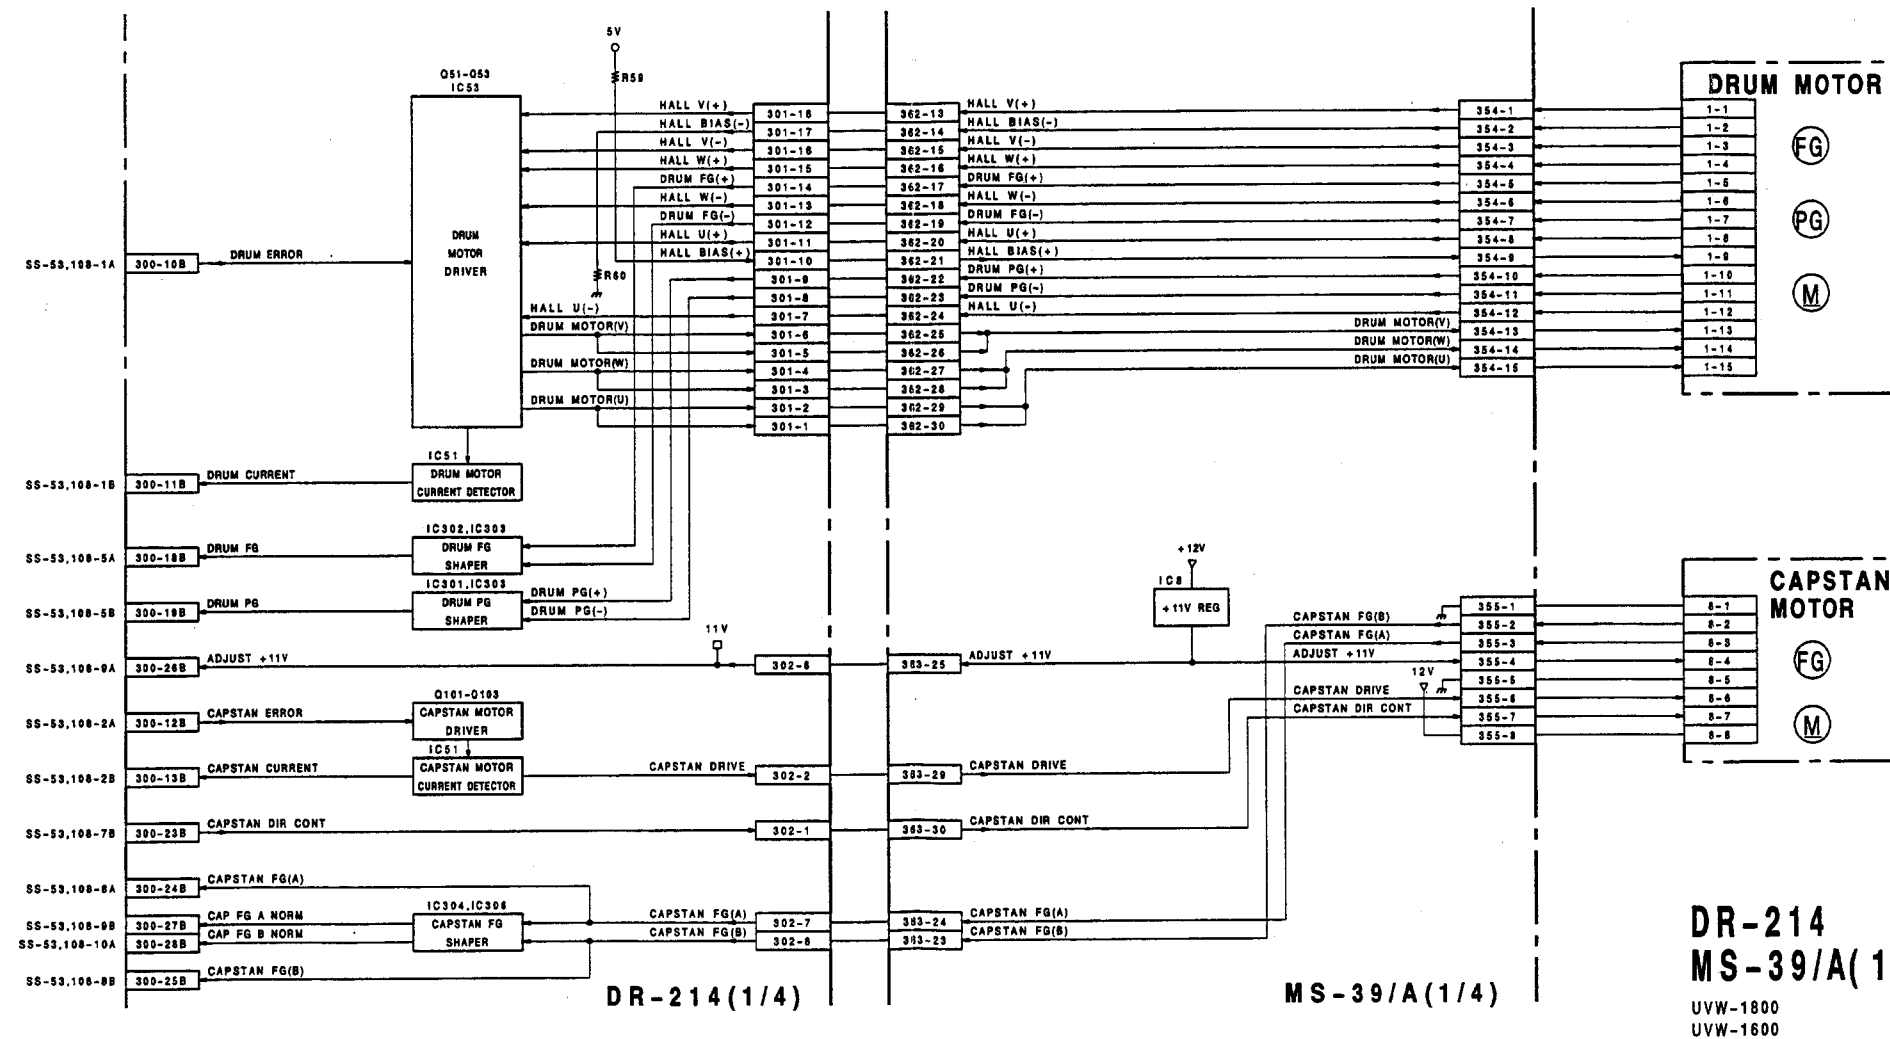 5V
R59
Q51-Q53
IC53
DRUM
MOTOR
DRIVER
R60
HALL V(+)
HALL BIAS(-)
HALL V(-)
HALL W(+)
DRUM FG(+)
HALL W(-)
DRUM FG(-)
HALL U(+)
HALL BIAS(+)
HALL U(-)
DRUM MOTOR(V)
DRUM MOTOR(W)
DRUM MOTOR(U)
301-18
301-17
301-16
301-15
301-14
301-13
301-12
301-11
301-10
301-9
301-8
301-7
301-6
301-5
301-4
301-3
301-2
301-1
362-13
362-14
362-15
362-16
362-17
362-18
362-19
362-20
362-21
362-22
362-23
362-24
362-25
362-26
362-27
362-28
362-29
362-30
HALL V(+)
HALL BIAS(-)
HALL V(-)
HALL W(+)
DRUM FG(+)
HALL W(-)
DRUM FG(-)
HALL U(+)
HALL BIAS(+)
DRUM PG(+)
DRUM PG(-)
HALL U(-)
DRUM MOTOR(V)
DRUM MOTOR(W)
DRUM MOTOR(U)
354-1
354-2
354-3
354-4
354-5
354-6
354-7
354-8
354-9
354-10
354-11
354-12
354-13
354-14
354-15
DRUM MOTOR
1-1
1-2
1-3
1-4
1-5
1-6
1-7
1-8
1-9
1-10
1-11
1-12
1-13
1-14
1-15
FG
PG
M
SS-53,108-1A
300-10B
DRUM ERROR
SS-53,108-1B
300-11B
DRUM CURRENT
IC51
DRUM MOTOR
CURRENT DETECTOR
SS-53,108-5A
300-18B
DRUM FG
IC302,IC303
DRUM FG
SHAPER
SS-53,108-5B
300-19B
DRUM PG
IC301,IC303
DRUM PG
SHAPER
DRUM PG(+)
DRUM PG(-)
SS-53,108-9A
300-26B
ADJUST +11V
11V
302-6
363-25
ADJUST +11V
+12V
IC8
+11V REG
SS-53,108-2A
300-12B
CAPSTAN ERROR
Q101-Q103
CAPSTAN MOTOR
DRIVER
SS-53,108-2B
300-13B
CAPSTAN CURRENT
IC51
CAPSTAN MOTOR
CURRENT DETECTOR
CAPSTAN DRIVE
302-2
363-29
CAPSTAN DRIVE
SS-53,108-7B
300-23B
CAPSTAN DIR CONT
302-1
363-30
CAPSTAN DIR CONT
SS-53,108-8A
300-24B
CAPSTAN FG(A)
SS-53,108-9B
300-27B
CAP FG A NORM
SS-53,108-10A
300-28B
CAP FG B NORM
IC304,IC306
CAPSTAN FG
SHAPER
CAPSTAN FG(A)
CAPSTAN FG(B)
302-7
302-8
363-24
363-23
CAPSTAN FG(A)
CAPSTAN FG(B)
SS-53,108-8B
300-25B
CAPSTAN FG(B)
CAPSTAN FG(B)
CAPSTAN FG(A)
ADJUST +11V
CAPSTAN DRIVE
CAPSTAN DIR CONT
12V
355-1
355-2
355-3
355-4
355-5
355-6
355-7
355-8
8-1
8-2
8-3
8-4
8-5
8-6
8-7
8-8
CAPSTAN
MOTOR
FG
M
DR-214(1/4)
MS-39/A(1/4)
DR-214
MS-39/A(1
UVW-1800
UVW-1600